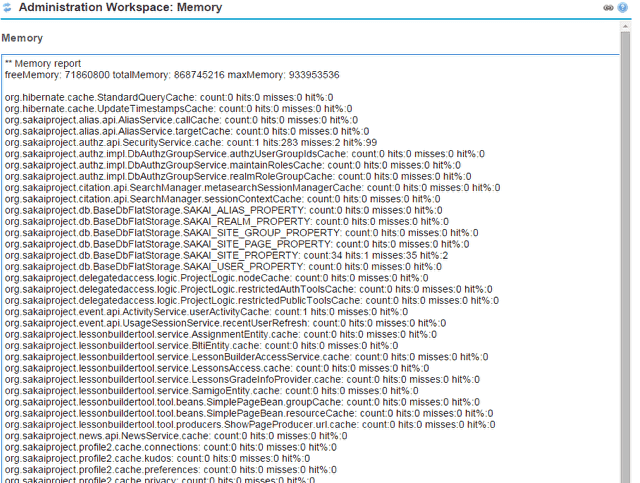 Administration Workspace: Memory
Memory
** Memory report
freeMemory: 71860800 totalMemory: 868745216 maxMemory: 933953536
org.hibernate.cache.StandardQueryCache: count:0 hits:0 misses:0 hit%:0
org.hibernate.cache.UpdateTimestampsCache: count:0 hits:0 misses:0 hit%:0
org.sakaiproject.alias.api.AliasService.callCache: count:0 hits:0 misses:0 hit%:0
org.sakaiproject.alias.api.AliasService.targetCache: count:0 hits:0 misses:0 hit%:0
org.sakaiproject.authz.api.SecurityService.cache: count:1 hits:283 misses:2 hit%:99
org.sakaiproject.authz.impl.DbAuthzGroupService.authzUserGroupIdsCache: count:0 hits:0 misses:0 hit%:0
org.sakaiproject.authz.impl.DbAuthzGroupService.maintainRolesCache: count:0 hits:0 misses:0 hit%:0
org.sakaiproject.authz.impl.DbAuthzGroupService.realmRoleGroupCache: count:0 hits:0 misses:0 hit%:0
org.sakaiproject.citation.api.SearchManager.metasearchSessionManagerCache: count:0 hits:0 misses:0 hit%:0
org.sakaiproject.citation.api.SearchManager.sessionContextCache: count:0 hits:0 misses:0 hit%:0
org.sakaiproject.db.BaseDbFlatStorage.SAKAI_ALIAS_PROPERTY: count:0 hits:0 misses:0 hit%:0
org.sakaiproject.db.BaseDbFlatStorage.SAKAI_REALM_PROPERTY: count:0 hits:0 misses:0 hit%:0
org.sakaiproject.db.BaseDbFlatStorage.SAKAI_SITE_GROUP_PROPERTY: count:0 hits:0 misses:0 hit%:0
org.sakaiproject.db.BaseDbFlatStorage.SAKAI_SITE_PAGE_PROPERTY: count:0 hits:0 misses:0 hit%:0
org.sakaiproject.db.BaseDbFlatStorage.SAKAI_SITE_PROPERTY: count:34 hits:1 misses:35 hit%:2
org.sakaiproject.db.BaseDbFlatStorage.SAKAI_USER_PROPERTY: count:0 hits:0 misses:0 hit%:0
org.sakaiproject.delegatedaccess.logic.ProjectLogic.nodeCache: count:0 hits:0 misses:0 hit%:0
org.sakaiproject.delegatedaccess.logic.ProjectLogic.restrictedAuthToolsCache: count:0 hits:0 misses:0 hit%:0
org.sakaiproject.delegatedaccess.logic.ProjectLogic.restrictedPublicToolsCache: count:0 hits:0 misses:0 hit%:0
org.sakaiproject.event.api.ActivityService.userActivityCache: count:1 hits:0 misses:0 hit%:0
org.sakaiproject.event.api.UsageSessionService.recentUserRefresh: count:0 hits:0 misses:0 hit%:0
org.sakaiproject.lessonbuildertool.service.AssignmentEntity.cache: count:0 hits:0 misses:0 hit%:0
org.sakaiproject.lessonbuildertool.service.BltiEntity.cache: count:0 hits:0 misses:0 hit%:0
org.sakaiproject.lessonbuildertool.service.LessonBuilderAccessService.cache: count:0 hits:0 misses:0 hit%:0
org.sakaiproject.lessonbuildertool.service.LessonsAccess.cache: count:0 hits:0 misses:0 hit%:0
org.sakaiproject.lessonbuildertool.service.LessonsGradeInfoProvider.cache: count:0 hits:0 misses:0 hit%:0
org.sakaiproject.lessonbuildertool.service.SamigoEntity.cache: count:0 hits:0 misses:0 hit%:0
org.sakaiproject.lessonbuildertool.tool.beans.SimplePageBean.groupCache: count:0 hits:0 misses:0 hit%:0
org.sakaiproject.lessonbuildertool.tool.beans.SimplePageBean.resourceCache: count:0 hits:0 misses:0 hit%:0
org.sakaiproject.lessonbuildertool.tool.producers.ShowPageProducer.url.cache: count:0 hits:0 misses:0 hit%:0
org.sakaiproject.news.api.NewsService.cache: count:0 hits:0 misses:0 hit%:0
org.sakaiproject.profile2.cache.connections: count:0 hits:0 misses:0 hit%:0
org.sakaiproject.profile2.cache.kudos: count:0 hits:0 misses:0 hit%:0
org.sakaiproject.profile2.cache.preferences: count:0 hits:0 misses:0 hit%:0
org.sakaiproject.profile2.cache.privacy: count:0 hits:0 misses:0 hit%:0